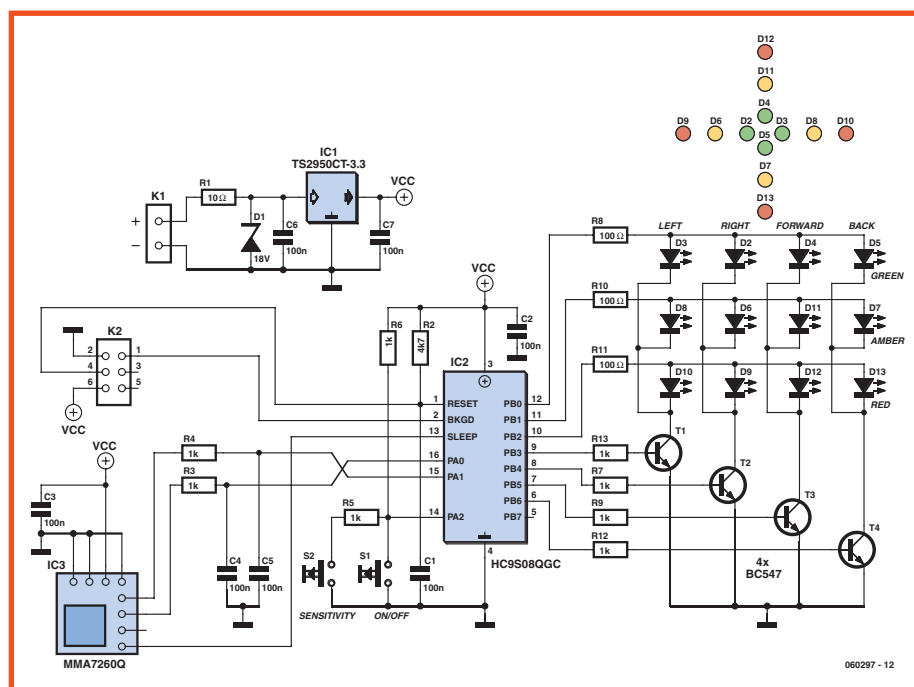 D12
D11
D4
D9 D6 D2 D3 D8 D10
D5
D7
D13
IC1
TS2950CT-3.3
K1
R1
10Ω
VCC
+
–
D1
18V
C6
100n
C7
100n
R8
100Ω
LEFT RIGHT FORWARD BACK
D3 D2 D4 D5
GREEN
R10
100Ω
D8 D6 D11 D7
AMBER
R11
100Ω
D10 D9 D12 D13
RED
VCC
R6
1k
R2
4k7
C2
100n
K2
2 1
4 3
6 5
VCC
IC2
3
1 RESET PB0 12
2 BKGD PB1 11
13 SLEEP PB2 10
PB3 9
16 PA0 PB4 8
15 PA1 PB5 7
PB6 6
14 PA2 PB7 5
4
HC9S08QGC
R13
1k
R7
1k
R9
1k
R12
1k
T1
T2
T3
T4
4x
BC547
VCC
R4
1k
R3
1k
R5
1k
C3
100n
IC3
C4
100n
C5
100n
S2
S1
C1
100n
SENSITIVITY ON/OFF
MMA7260Q
060297 - 12